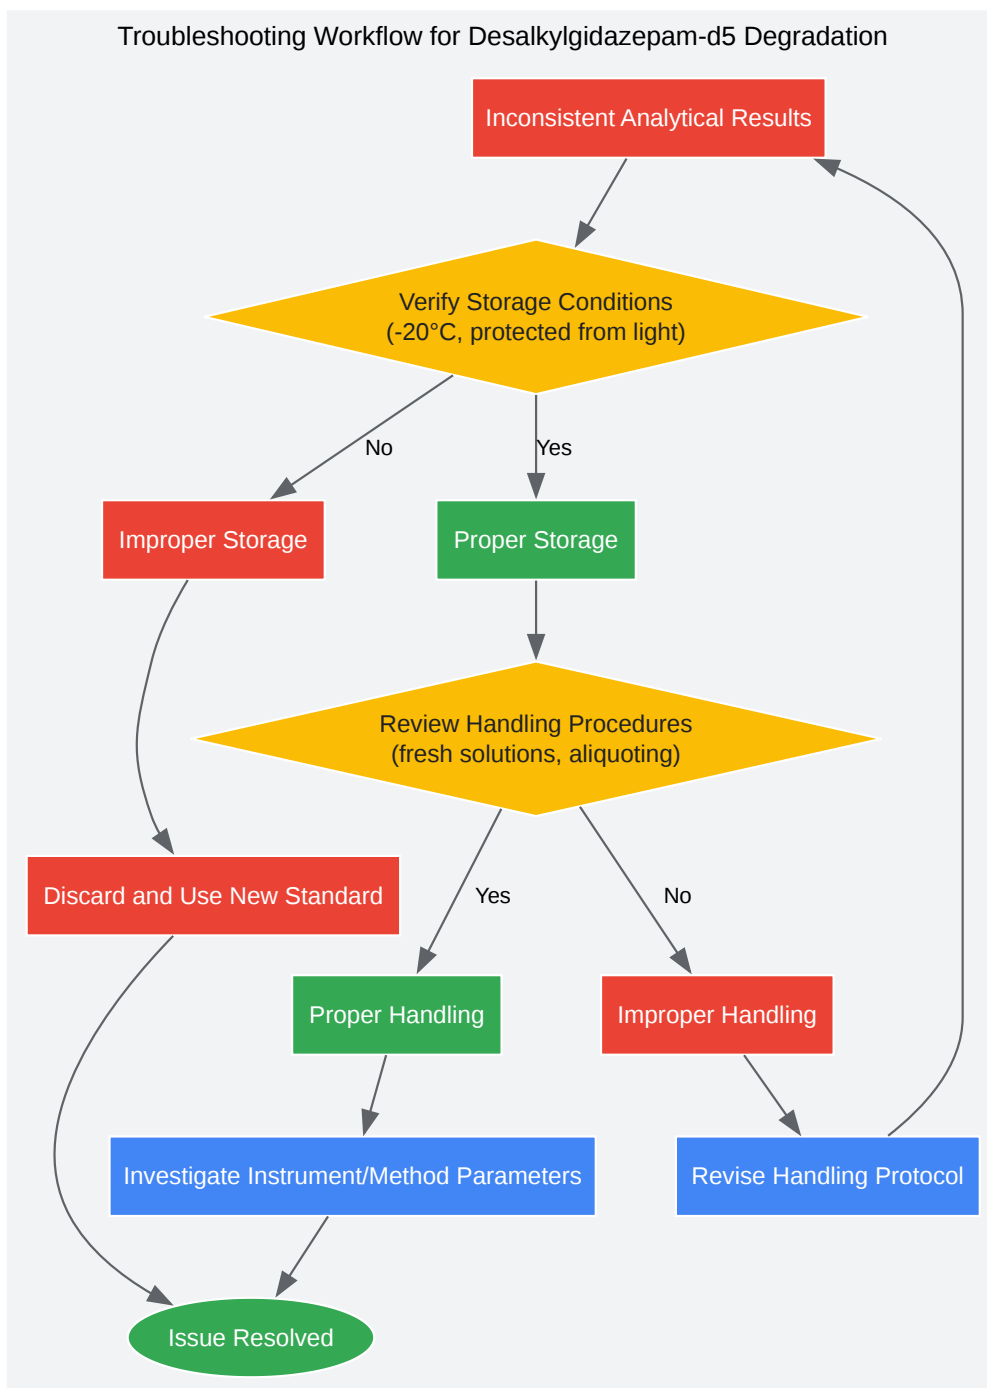 Troubleshooting Workflow for Desalkylgidazepam-d5 Degradation
Inconsistent Analytical Results
Verify Storage Conditions
(-20°C, protected from light)
No
Yes
Improper Storage
Proper Storage
Review Handling Procedures
(fresh solutions, aliquoting)
Discard and Use New Standard
Yes
No
Proper Handling
Improper Handling
Investigate Instrument/Method Parameters
Revise Handling Protocol
Issue Resolved